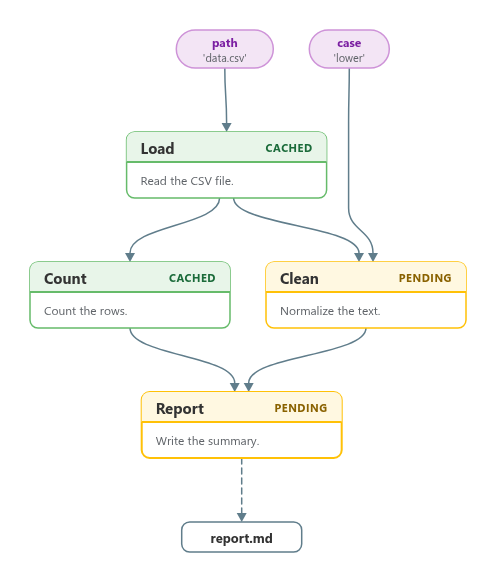 path
'data.csv'
case
'lower'
Load
CACHED
Read the CSV file.
Count
CACHED
Count the rows.
Clean
PENDING
Normalize the text.
Report
PENDING
Write the summary.
report.md